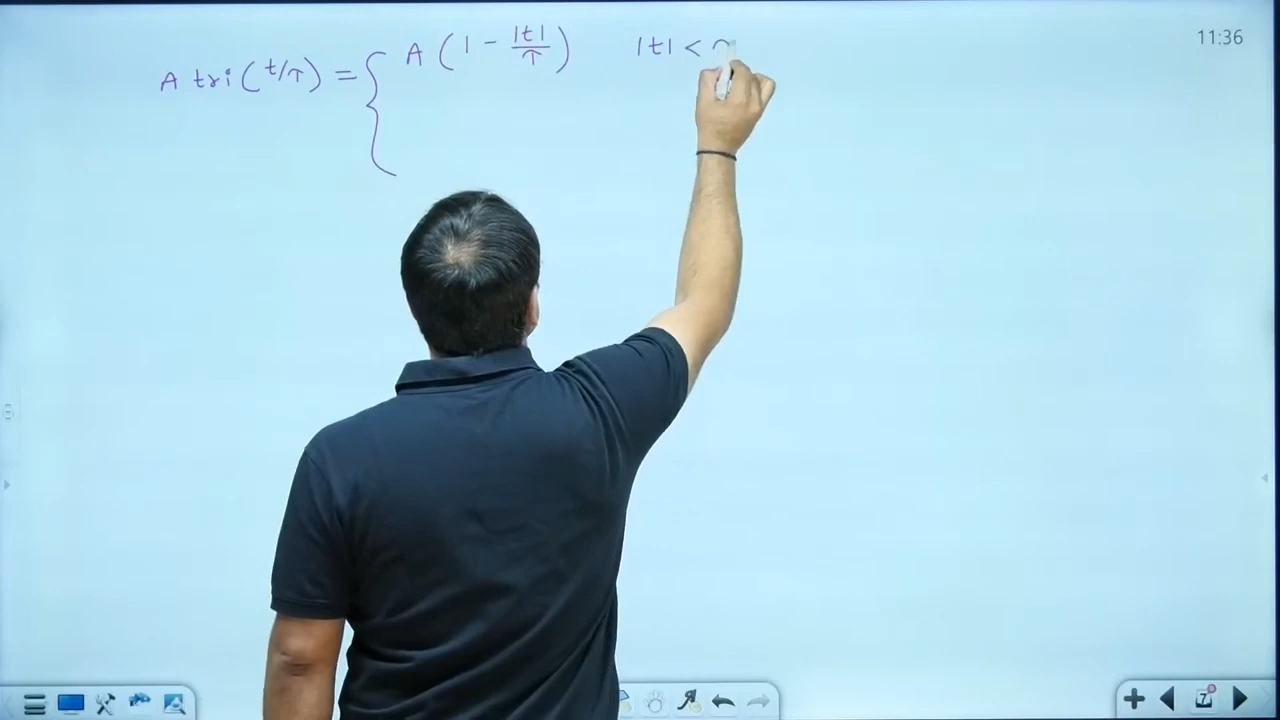 A tri(t/τ) = { A(1 - |t|/τ) |t| <
11:36